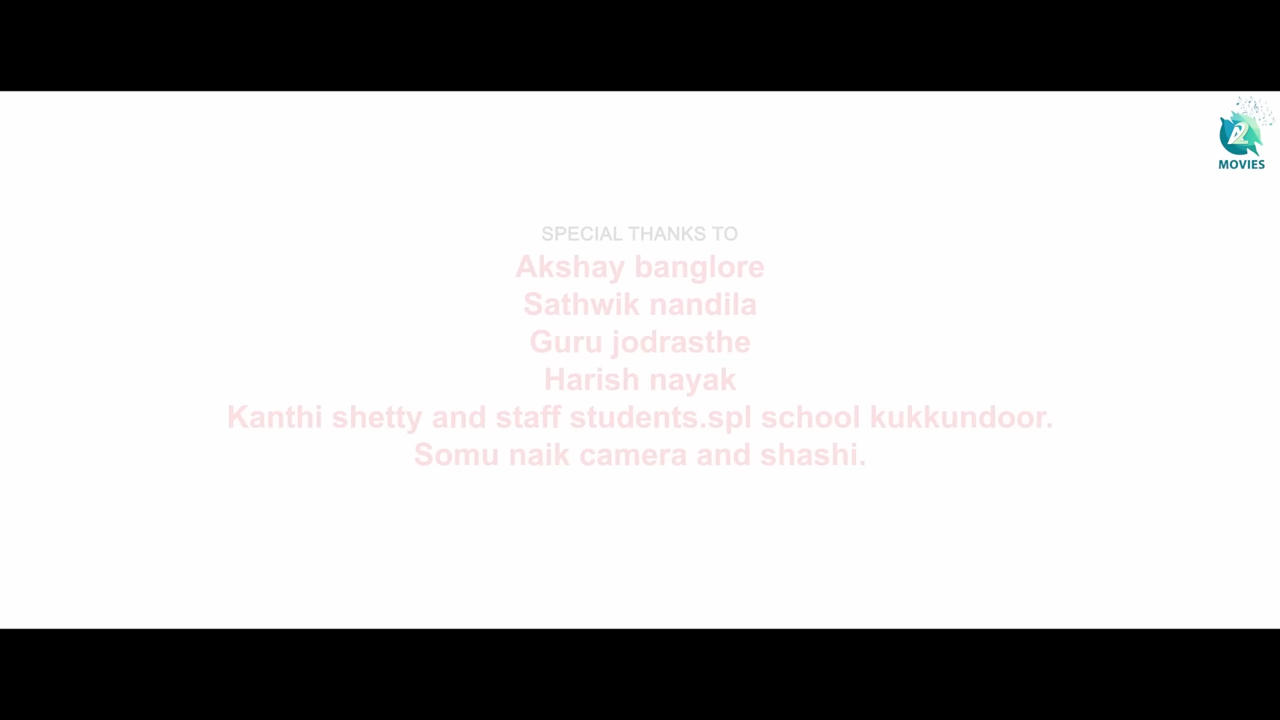 A2
MOVIES
SPECIAL THANKS TO
Akshay banglore
Sathwik nandila
Guru jodrasthe
Harish nayak
Kanthi shetty and staff students.spl school kukkundoor.
Somu naik camera and shashi.